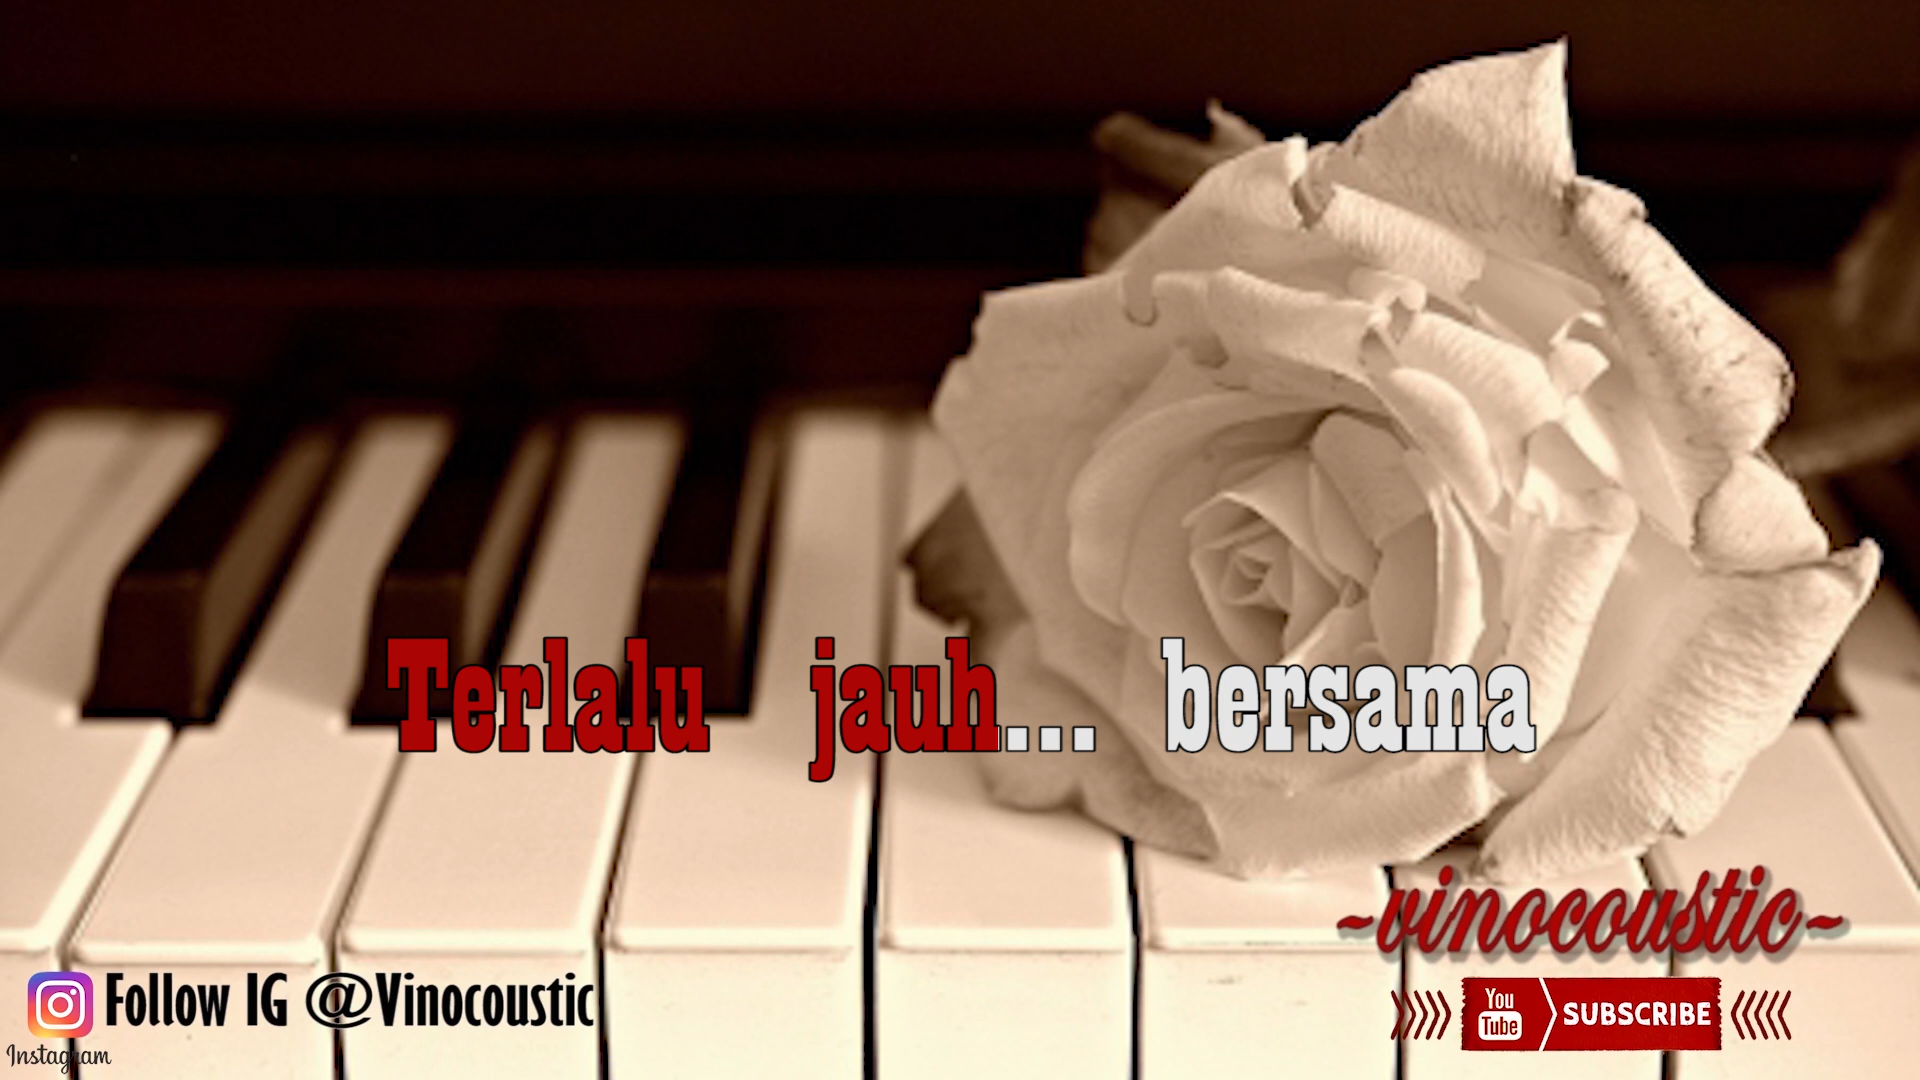 Terlalu jauh... bersama
~vinocoustic~
Follow IG @Vinocoustic
Instagram
You Tube SUBSCRIBE